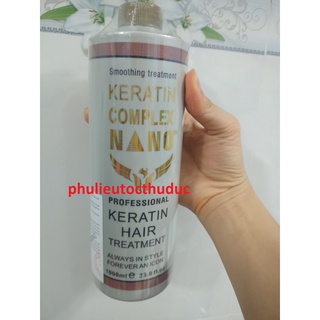 Smoothing treatment
KERATIN
COMPLEX
NANO
phulieutocthuduc
PROFESSIONAL
KERATIN
HAIR
TREATMENT
ALWAYS IN STYLE
FOREVER AN ICON
1000ml e